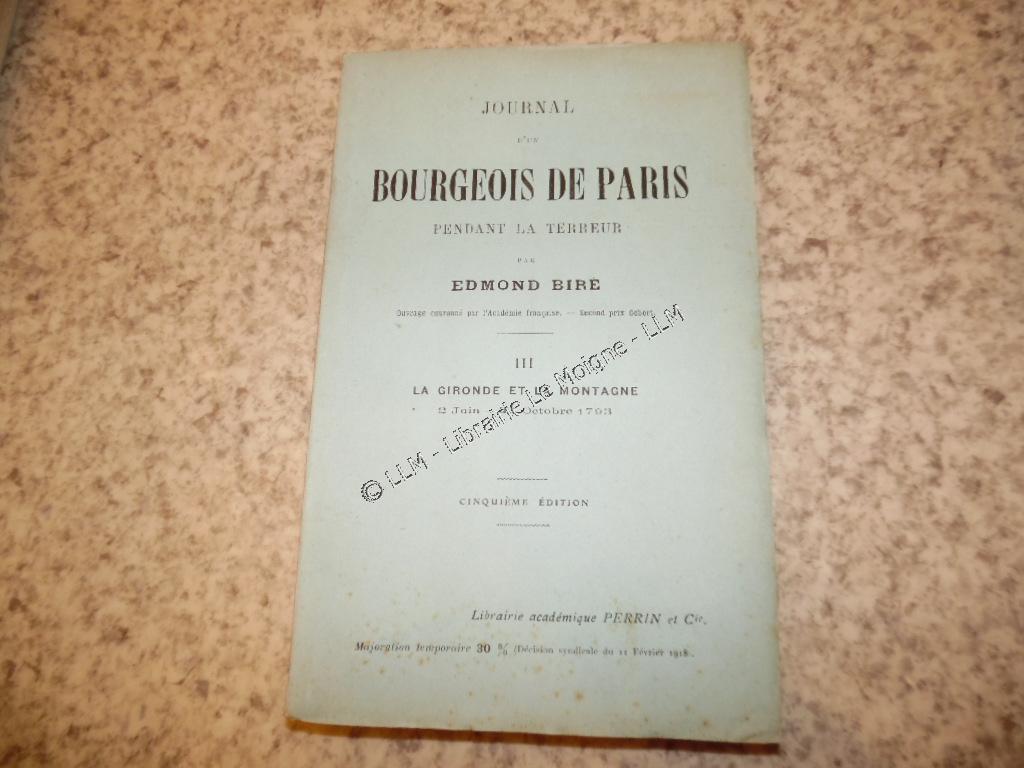 JOURNAL
D'UN
BOURGEOIS DE PARIS
PENDANT LA TERREUR
PAR
EDMOND BIRÉ
Ouvrage couronné par l'Académie française. — Second prix Gobert.
III
LA GIRONDE ET LA MONTAGNE
2 Juin Octobre 1793
© LLM - Librairie Le Moigne - LLM
CINQUIÈME ÉDITION
Librairie académique PERRIN et Cie.
Majoration temporaire 30 % (Décision syndicale du 11 Février 1918.